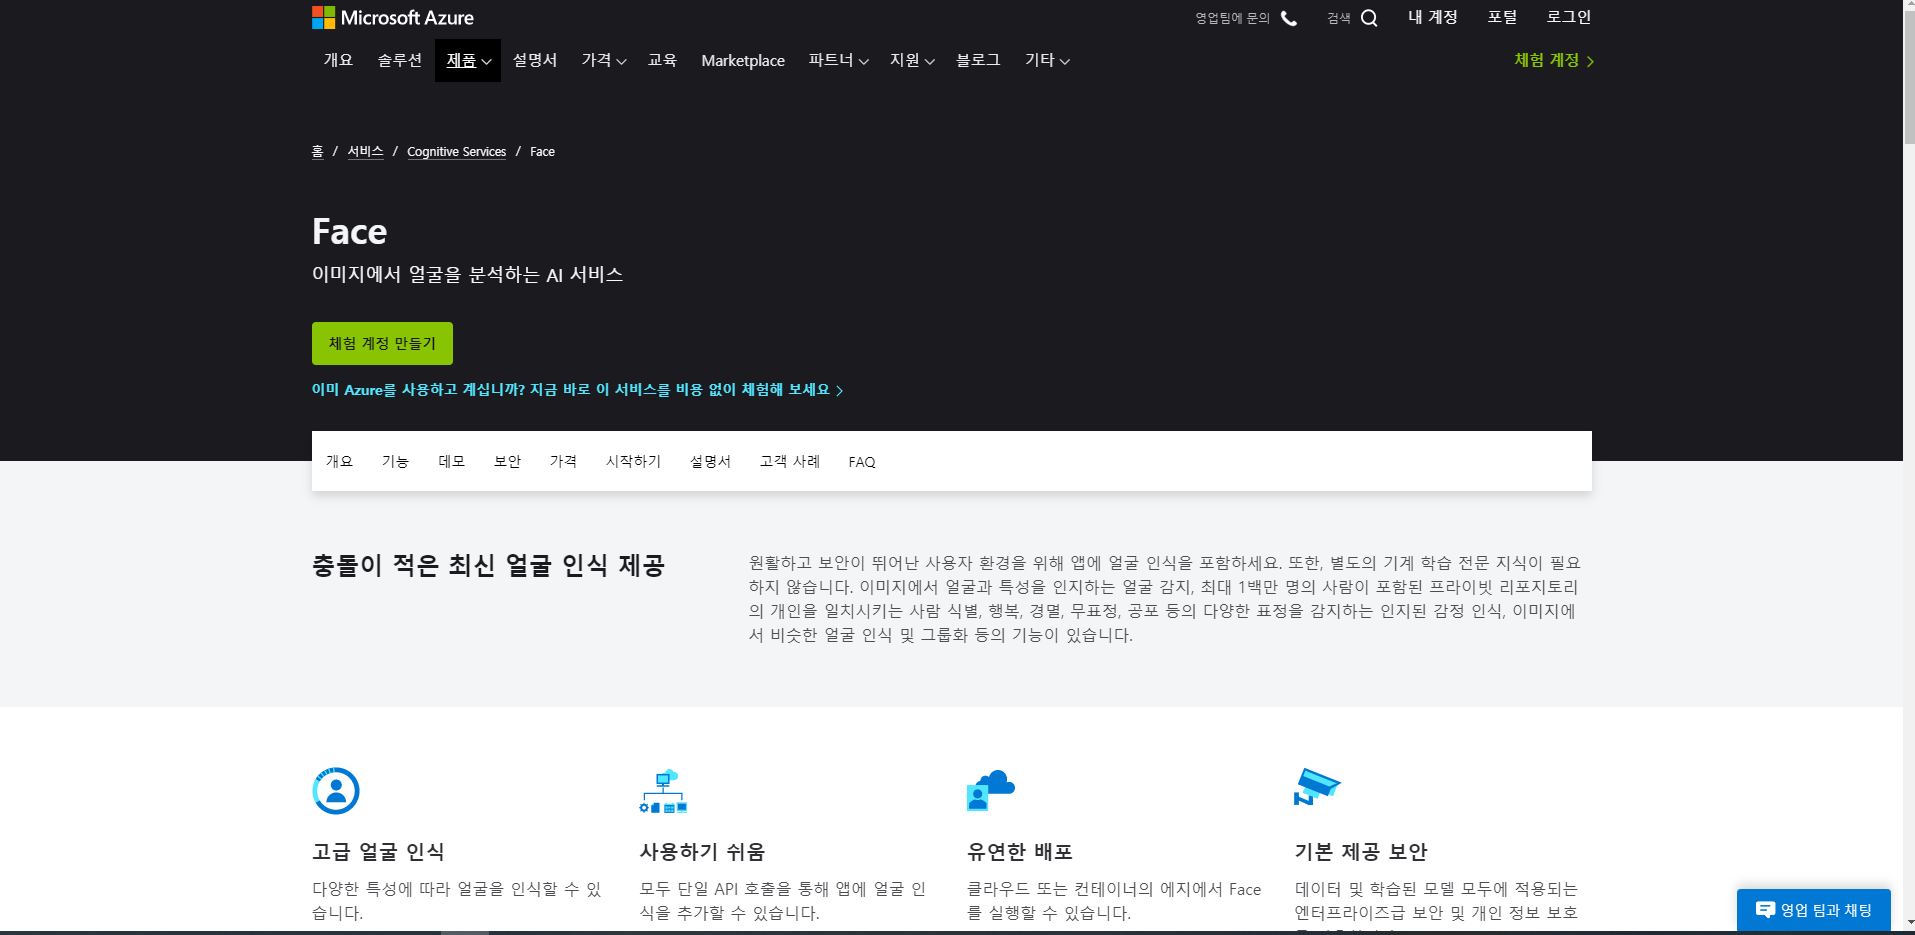 Microsoft Azure
영업팀에 문의 검색 내 계정 포털 로그인
개요 솔루션 제품 설명서 가격 교육 Marketplace 파트너 지원 블로그 기타 체험 계정
홈 / 서비스 / Cognitive Services / Face
Face
이미지에서 얼굴을 분석하는 AI 서비스
체험 계정 만들기
이미 Azure를 사용하고 계십니까? 지금 바로 이 서비스를 비용 없이 체험해 보세요
개요 기능 데모 보안 가격 시작하기 설명서 고객 사례 FAQ
충돌이 적은 최신 얼굴 인식 제공
원활하고 보안이 뛰어난 사용자 환경을 위해 앱에 얼굴 인식을 포함하세요. 또한, 별도의 기계 학습 전문 지식이 필요
하지 않습니다. 이미지에서 얼굴과 특성을 인지하는 얼굴 감지, 최대 1백만 명의 사람이 포함된 프라이빗 리포지토리
의 개인을 일치시키는 사람 식별, 행복, 경멸, 무표정, 공포 등의 다양한 표정을 감지하는 인지된 감정 인식, 이미지에
서 비슷한 얼굴 인식 및 그룹화 등의 기능이 있습니다.
고급 얼굴 인식
다양한 특성에 따라 얼굴을 인식할 수 있
습니다.
사용하기 쉬움
모두 단일 API 호출을 통해 앱에 얼굴 인
식을 추가할 수 있습니다.
유연한 배포
클라우드 또는 컨테이너의 에지에서 Face
를 실행할 수 있습니다.
기본 제공 보안
데이터 및 학습된 모델 모두에 적용되는
엔터프라이즈급 보안 및 개인 정보 보호
영업 팀과 채팅